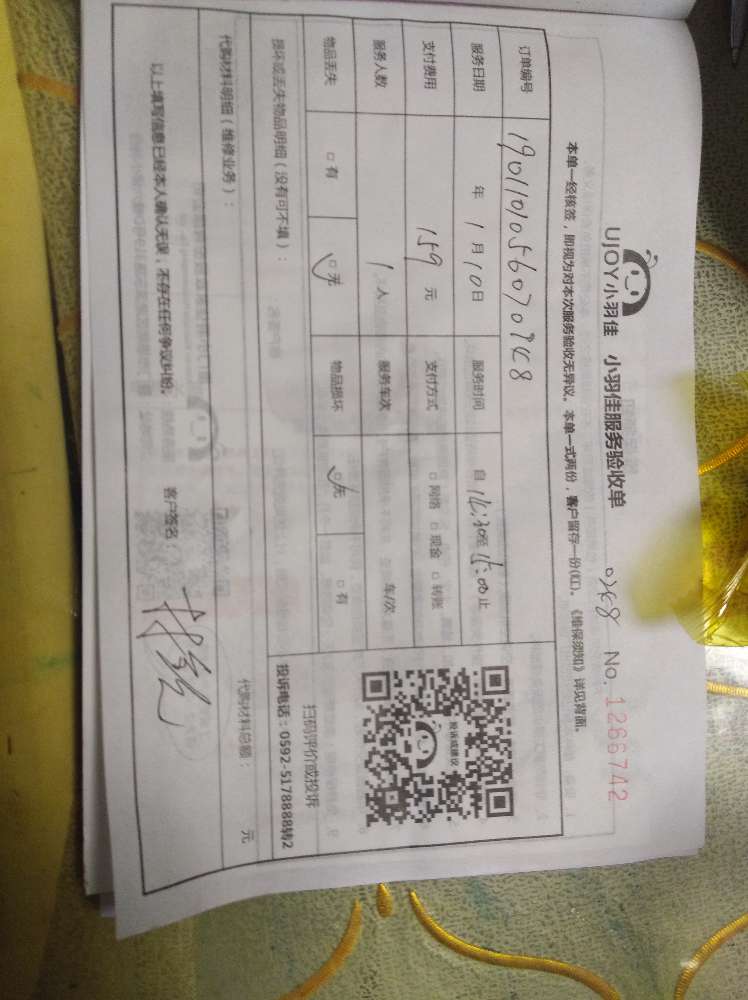 UJOY小羽佳 小羽佳服务验收单 No. 1266742
本单一经核签，即视为对本次服务验收无异议。本单一式两份，客户留存一份(红)。《维保须知》详见背面。
订单编号
服务日期 年 1 月 10 日 服务时间 自 14:30 至 15:00 止
支付费用 159 元 支付方式 □ 网络 □ 现金 □ 转账
服务人数 1 人 服务车次 车/次
物品丢失 □ 有 □ 无 物品损坏 □ 无 □ 有
投诉或建议
扫码评价或投诉
投诉电话：0592-5178888转2
损坏或丢失物品明细（没有可不填）：
代购材料明细（维修业务）： 代购材料总额： 元
以上填写信息已经本人确认无误，不存在任何争议纠纷。 客户签名：